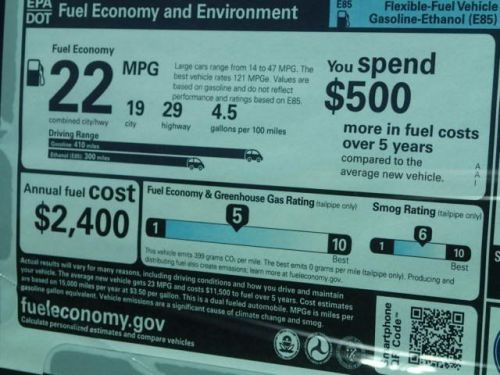 EPA
DOT
Fuel Economy and Environment
E85
Flexible-Fuel Vehicle
Gasoline-Ethanol (E85)
Fuel Economy
22
MPG
Large cars range from 14 to 47 MPG. The
best vehicle rates 121 MPGe. Values are
based on gasoline and do not reflect
performance and ratings based on E85.
19
29
4.5
combined city/hwy
city
highway
gallons per 100 miles
Driving Range
Gasoline 410 miles
Ethanol (E85) 300 miles
You spend
$500
more in fuel costs
over 5 years
compared to the
average new vehicle.
Annual fuel cost
$2,400
Fuel Economy & Greenhouse Gas Rating (tailpipe only)
5
1
10
Best
Smog Rating (tailpipe only)
6
1
10
Best
This vehicle emits 399 grams CO₂ per mile. The best emits 0 grams per mile (tailpipe only). Producing and
distributing fuel also create emissions; learn more at fueleconomy.gov.
Actual results will vary for many reasons, including driving conditions and how you drive and maintain
your vehicle. The average new vehicle gets 23 MPG and costs $11,500 to fuel over 5 years. Cost estimates
are based on 15,000 miles per year at $3.50 per gallon. This is a dual fueled automobile. MPGe is miles per
gasoline gallon equivalent. Vehicle emissions are a significant cause of climate change and smog.
fueleconomy.gov
Calculate personalized estimates and compare vehicles
E85
Smartphone
QR Code™